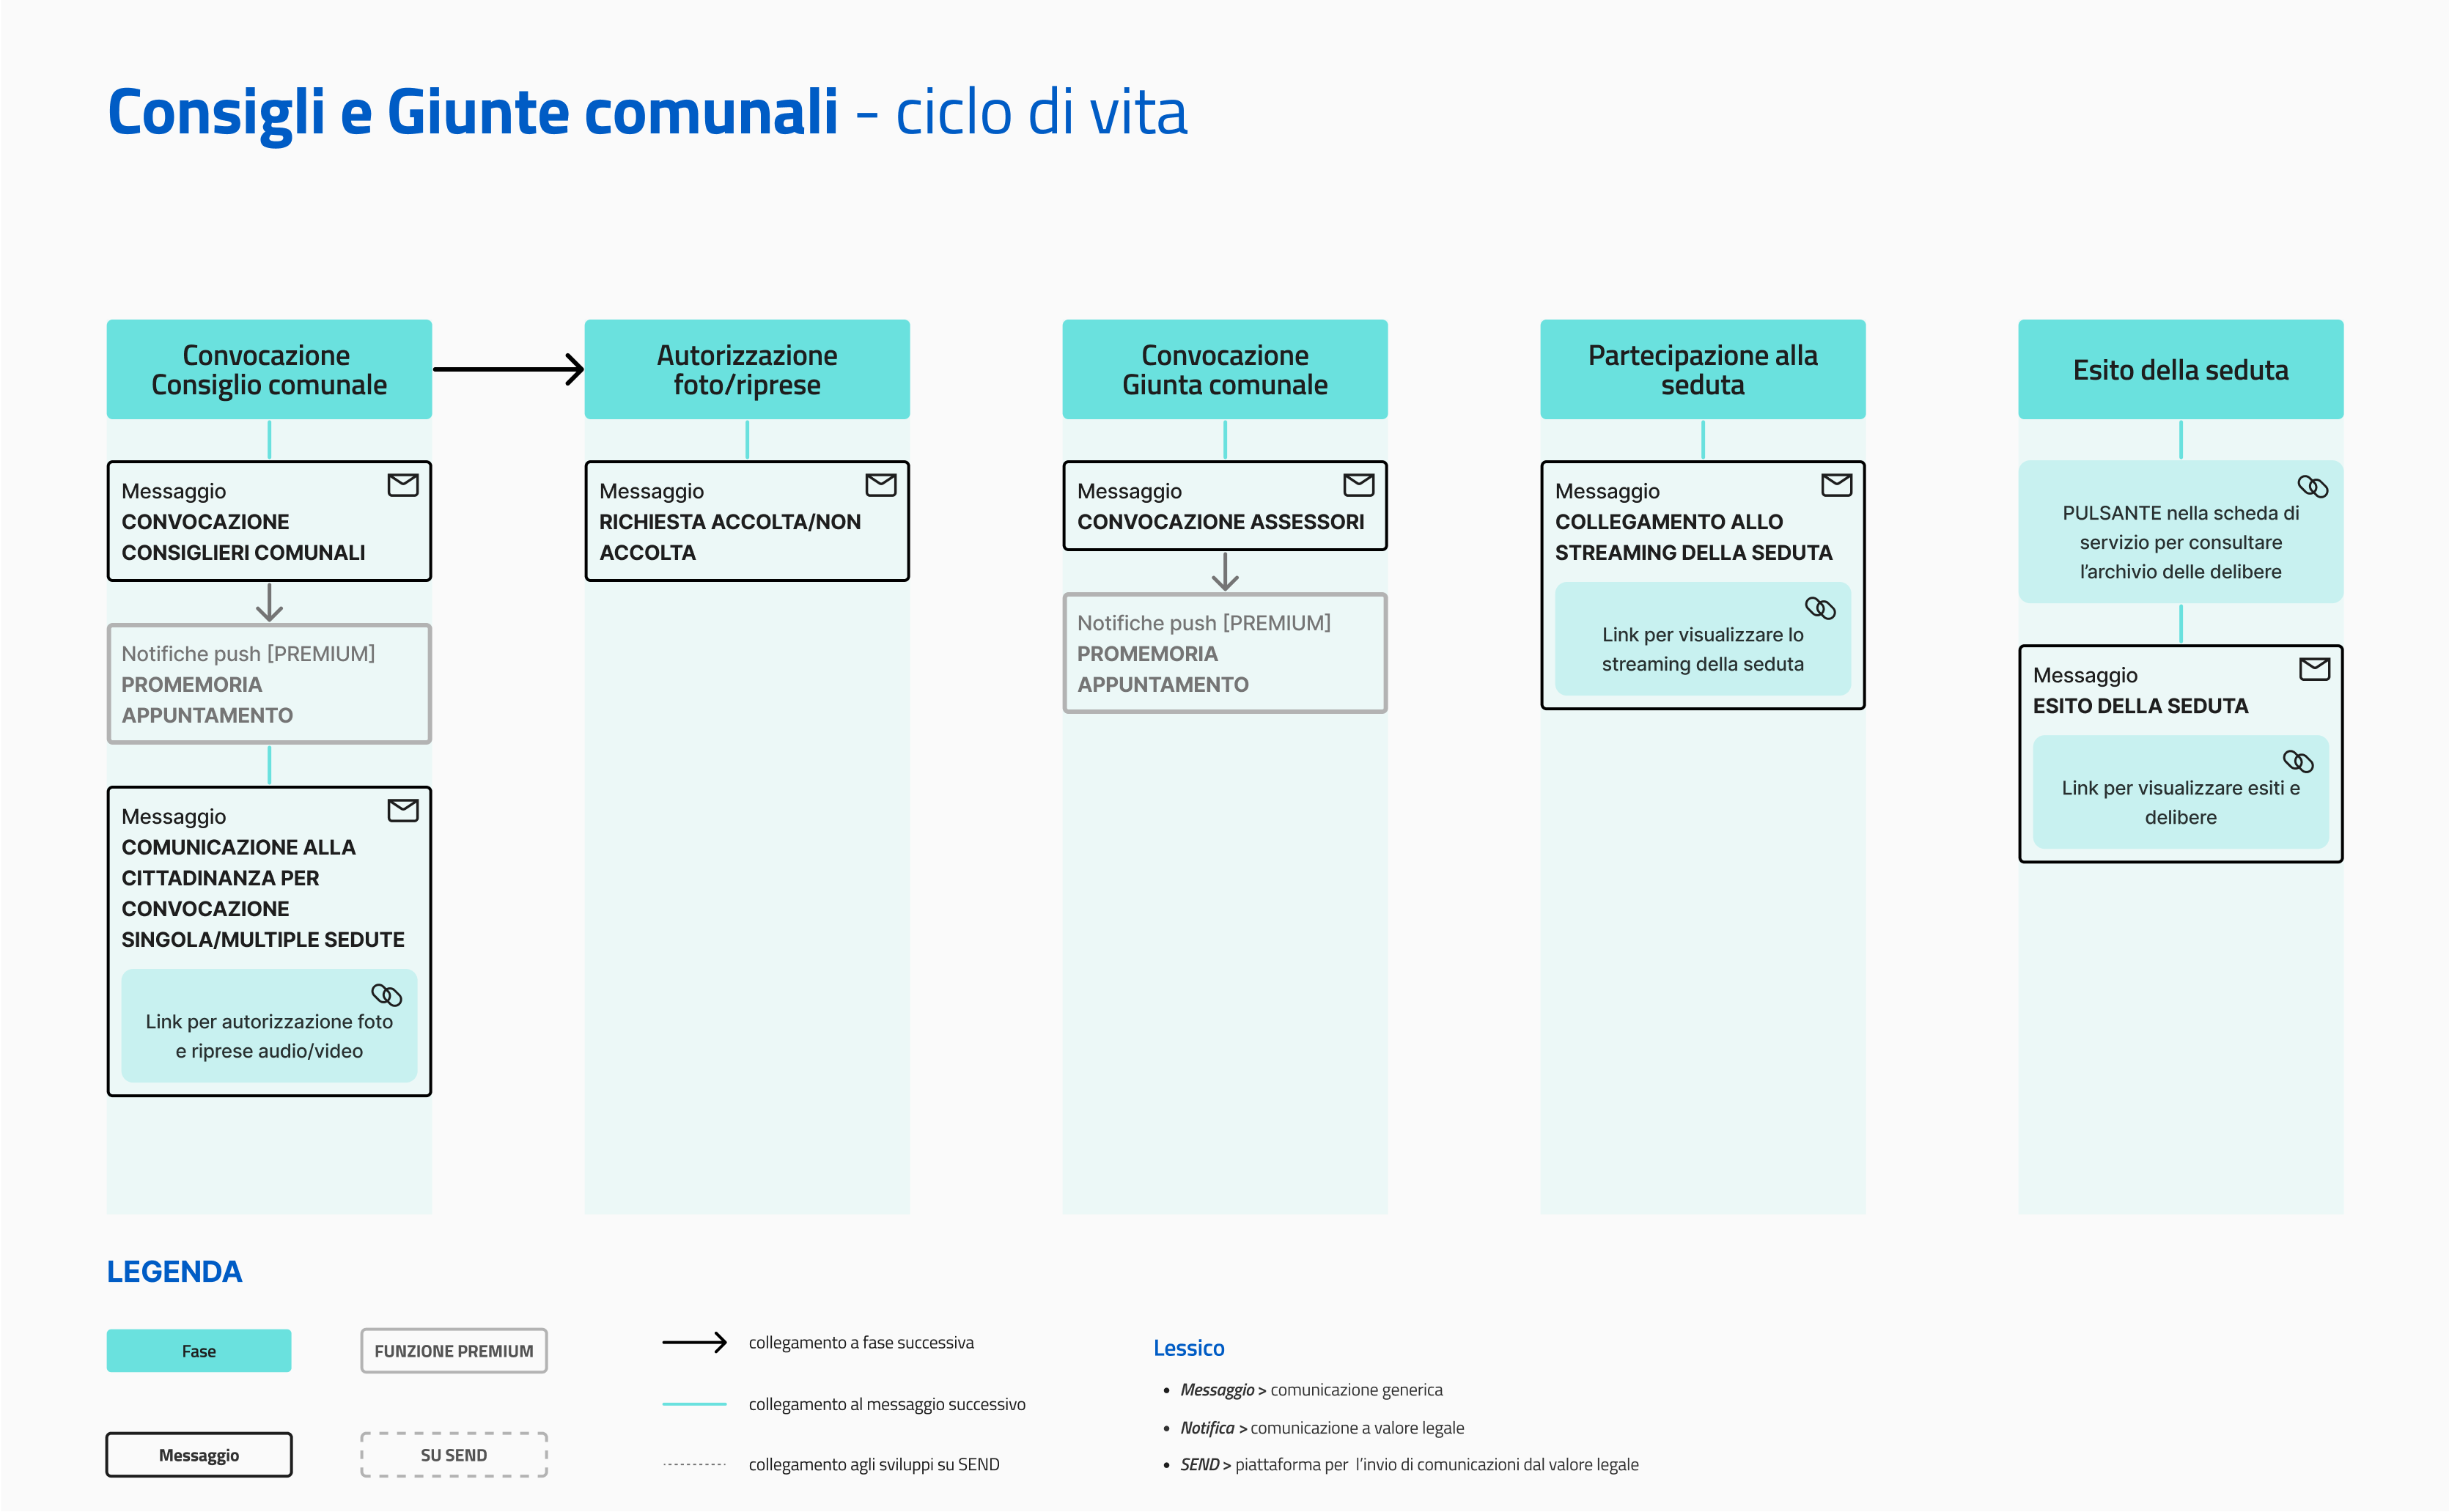 Consigli e Giunte comunali - ciclo di vita
Convocazione
Consiglio comunale
Messaggio
CONVOCAZIONE
CONSIGLIERI COMUNALI
Notifiche push [PREMIUM]
PROMEMORIA
APPUNTAMENTO
Messaggio
COMUNICAZIONE ALLA
CITTADINANZA PER
CONVOCAZIONE
SINGOLA/MULTIPLE SEDUTE
Link per autorizzazione foto
e riprese audio/video
Autorizzazione
foto/riprese
Messaggio
RICHIESTA ACCOLTA/NON
ACCOLTA
Convocazione
Giunta comunale
Messaggio
CONVOCAZIONE ASSESSORI
Notifiche push [PREMIUM]
PROMEMORIA
APPUNTAMENTO
Partecipazione alla
seduta
Messaggio
COLLEGAMENTO ALLO
STREAMING DELLA SEDUTA
Link per visualizzare lo
streaming della seduta
Esito della seduta
PULSANTE nella scheda di
servizio per consultare
l’archivio delle delibere
Messaggio
ESITO DELLA SEDUTA
Link per visualizzare esiti e
delibere
LEGENDA
Fase
Messaggio
FUNZIONE PREMIUM
SU SEND
collegamento a fase successiva
collegamento al messaggio successivo
collegamento agli sviluppi su SEND
Lessico
• Messaggio > comunicazione generica
• Notifica > comunicazione a valore legale
• SEND > piattaforma per l’invio di comunicazioni dal valore legale